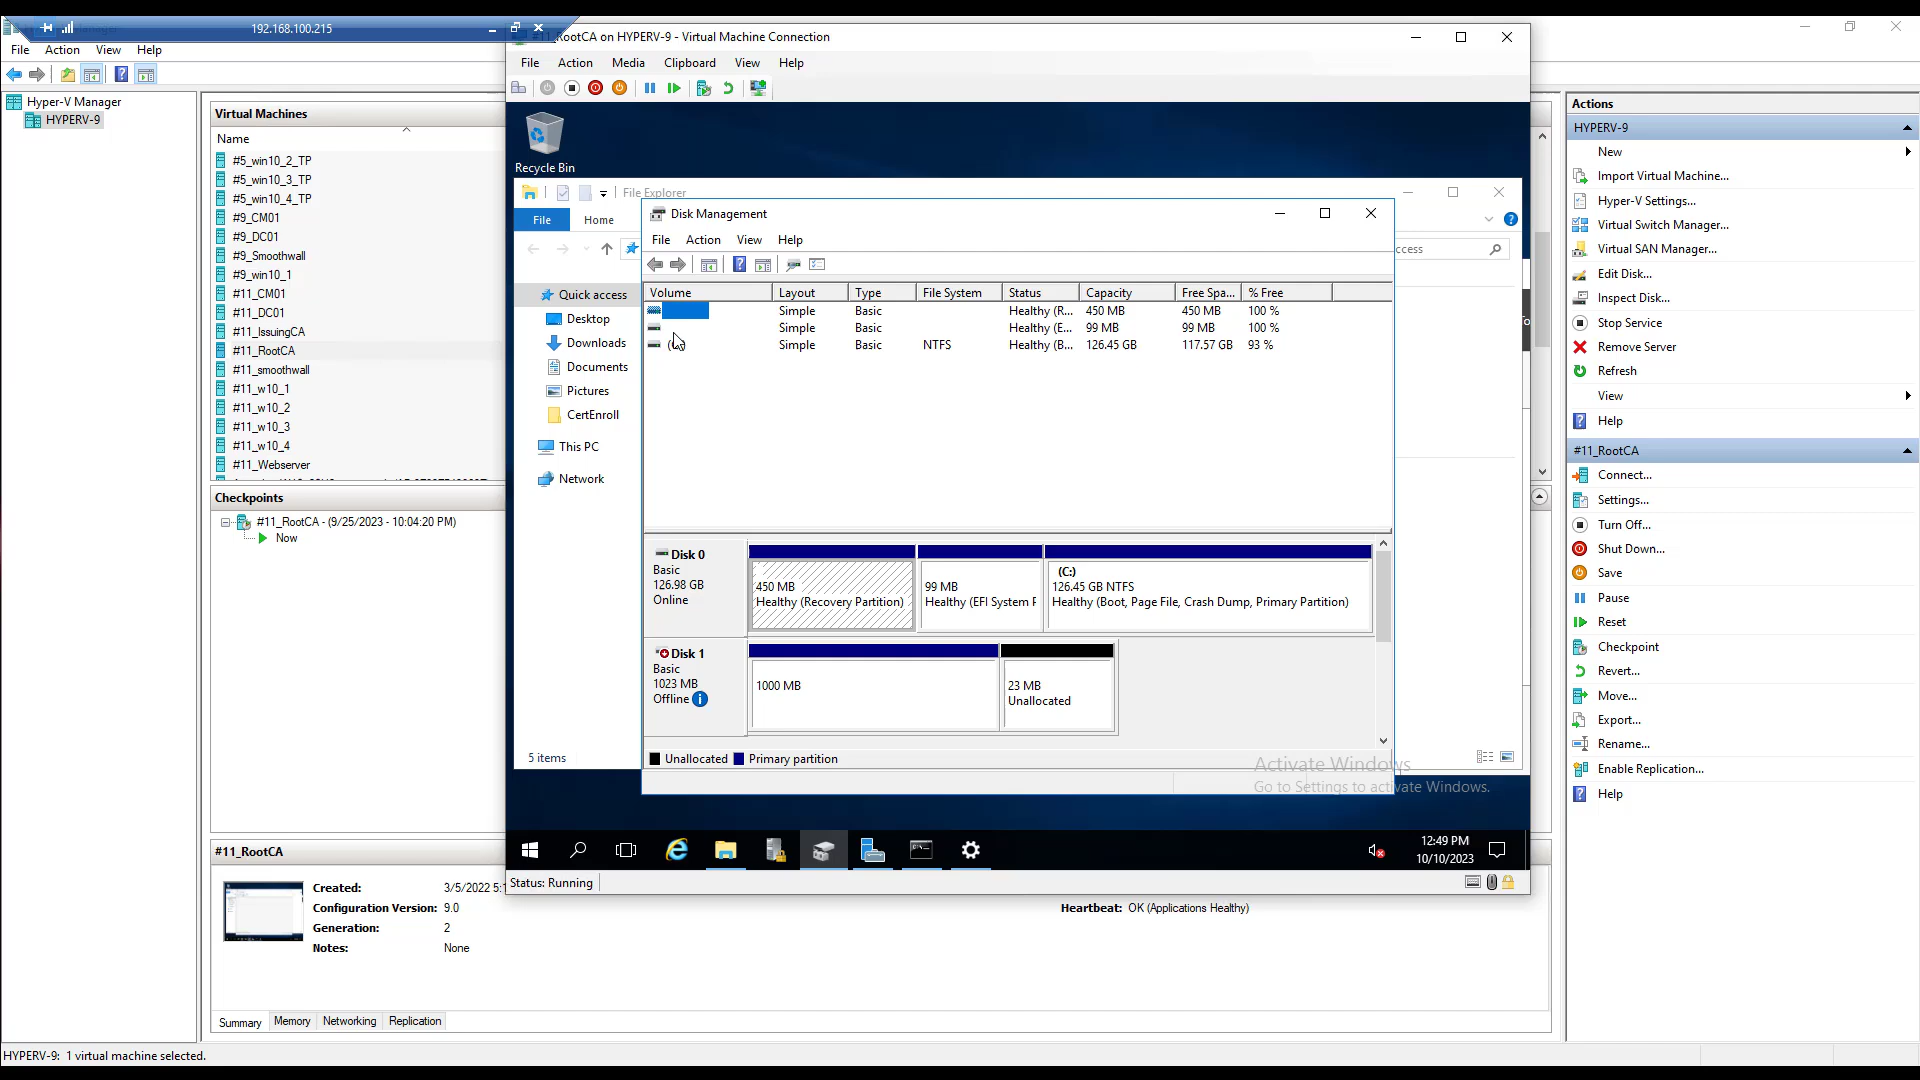 192.168.100.215
File Action View Help
Hyper-V Manager
HYPERV-9
Virtual Machines
Name
#5_win10_2_TP
#5_win10_3_TP
#5_win10_4_TP
#9_CM01
#9_DC01
#9_Smoothwall
#9_win10_1
#11_CM01
#11_DC01
#11_IssuingCA
#11_RootCA
#11_smoothwall
#11_w10_1
#11_w10_2
#11_w10_3
#11_w10_4
#11_Webserver
Checkpoints
#11_RootCA - (9/25/2023 - 10:04:20 PM)
Now
#11_RootCA
Created: 3/5/2022
Configuration Version: 9.0
Generation: 2
Notes: None
Heartbeat: OK (Applications Healthy)
Summary Memory Networking Replication
HYPERV-9: 1 virtual machine selected.
RootCA on HYPERV-9 - Virtual Machine Connection
File Action Media Clipboard View Help
Recycle Bin
File Explorer
File Home
Quick access
Desktop
Downloads
Documents
Pictures
CertEnroll
This PC
Network
5 items
Disk Management
File Action View Help
Volume Layout Type File System Status Capacity Free Spa... % Free
Simple Basic Healthy (R... 450 MB 450 MB 100 %
Simple Basic Healthy (E... 99 MB 99 MB 100 %
Simple Basic NTFS Healthy (B... 126.45 GB 117.57 GB 93 %
Disk 0
Basic
126.98 GB
Online
450 MB
Healthy (Recovery Partition)
99 MB
Healthy (EFI System P
(C:)
126.45 GB NTFS
Healthy (Boot, Page File, Crash Dump, Primary Partition)
Disk 1
Basic
1023 MB
Offline
1000 MB
23 MB
Unallocated
Unallocated Primary partition
Activate Windows
Go to Settings to activate Windows.
12:49 PM
10/10/2023
Status: Running
Actions
HYPERV-9
New
Import Virtual Machine...
Hyper-V Settings...
Virtual Switch Manager...
Virtual SAN Manager...
Edit Disk...
Inspect Disk...
Stop Service
Remove Server
Refresh
View
Help
#11_RootCA
Connect...
Settings...
Turn Off...
Shut Down...
Save
Pause
Reset
Checkpoint
Revert...
Move...
Export...
Rename...
Enable Replication...
Help